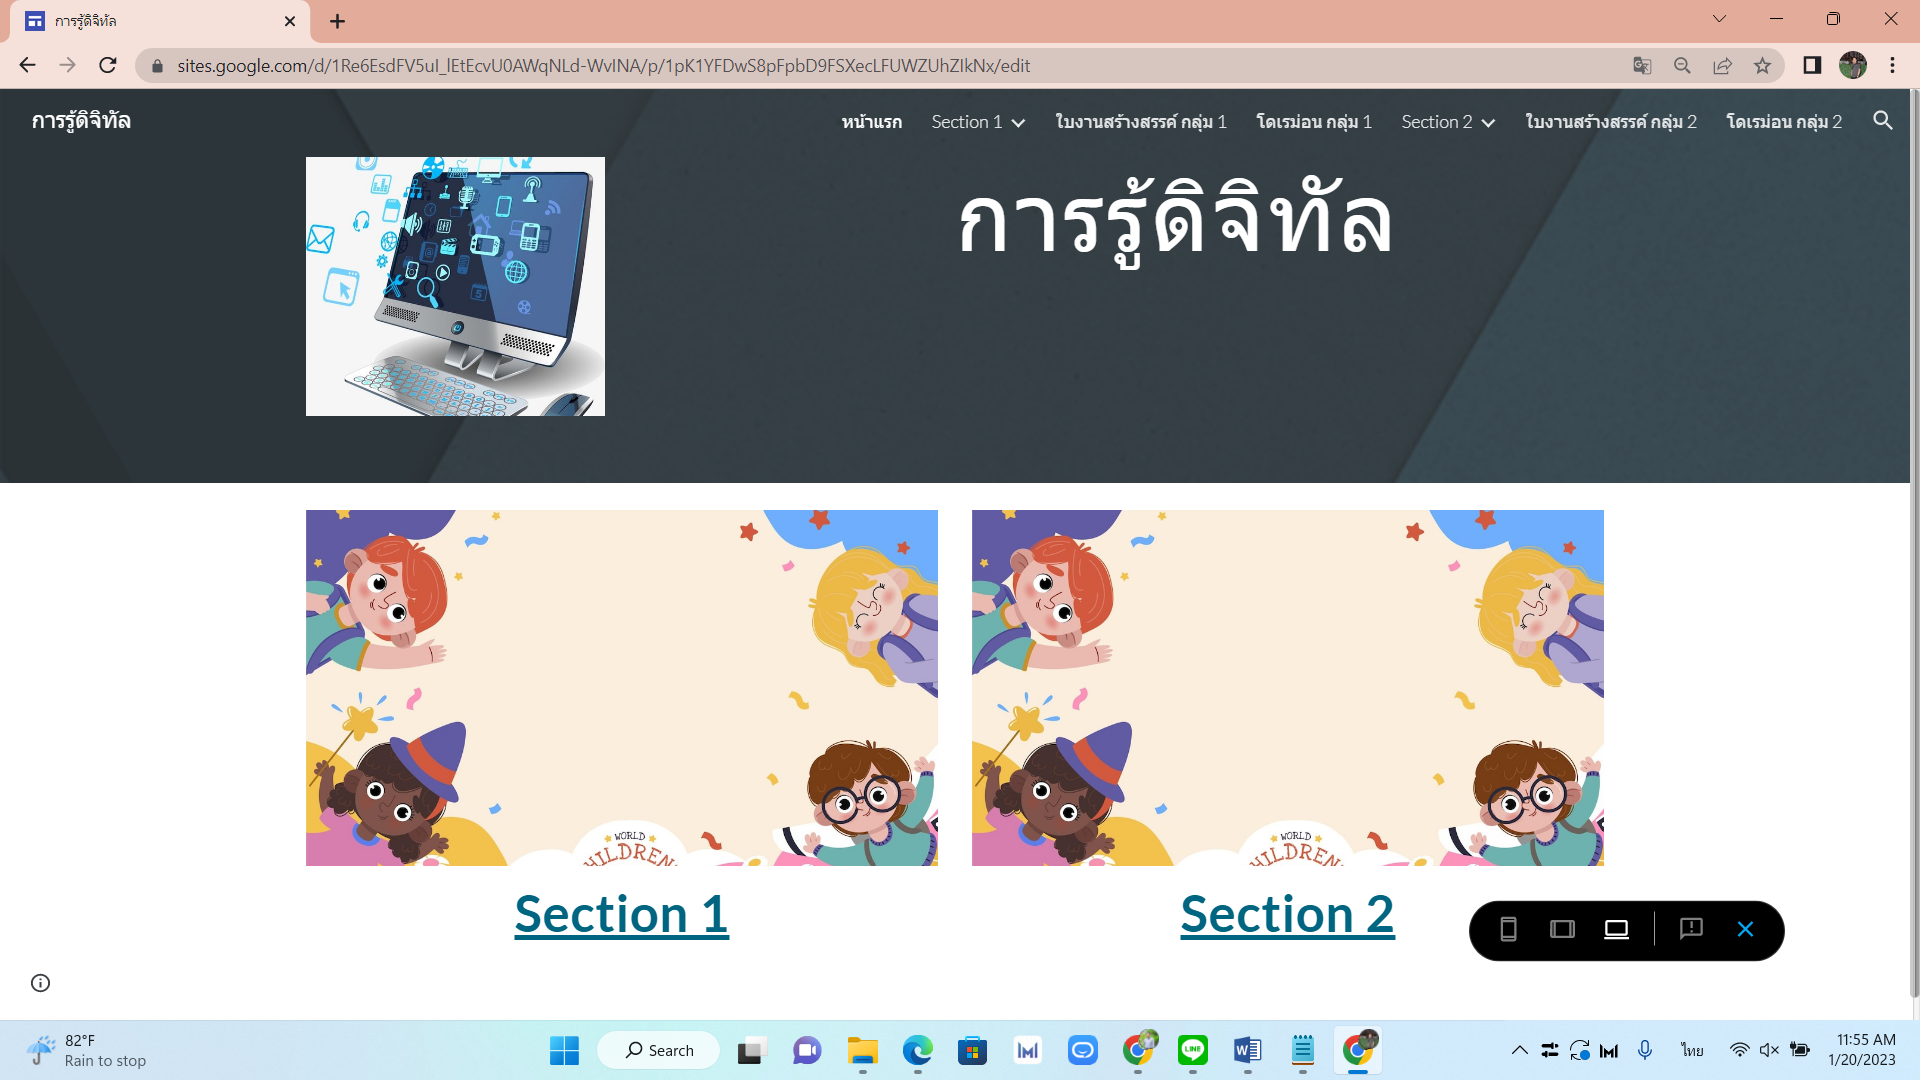 การรู้ดิจิทัล
sites.google.com/d/1Re6EsdFV5uI_lEtEcvU0AWqNLd-WvINA/p/1pK1YFDwS8pFpbD9FSXecLFUWZUhZIkNx/edit
การรู้ดิจิทัล
หน้าแรก Section 1 ใบงานสร้างสรรค์ กลุ่ม 1 โดเรม่อน กลุ่ม 1 Section 2 ใบงานสร้างสรรค์ กลุ่ม 2 โดเรม่อน กลุ่ม 2
การรู้ดิจิทัล
5
WORLD
WORLD
Section 1
Section 2
82°F
Rain to stop
Search
LINE
ไทย
11:55 AM
1/20/2023